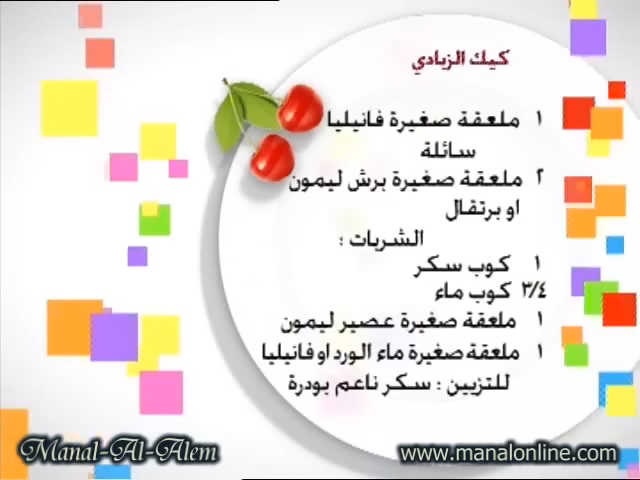 كيك الزبادي
١ ملعقة صغيرة فانيليا
سائلة
٢ ملعقة صغيرة برش ليمون
او برتقال
الشربات :
١ كوب سكر
٣/٤ كوب ماء
١ ملعقة صغيرة عصير ليمون
١ ملعقة صغيرة ماء الورد او فانيليا
للتزيين : سكر ناعم بودرة
Manal-Al-Alem www.manalonline.com